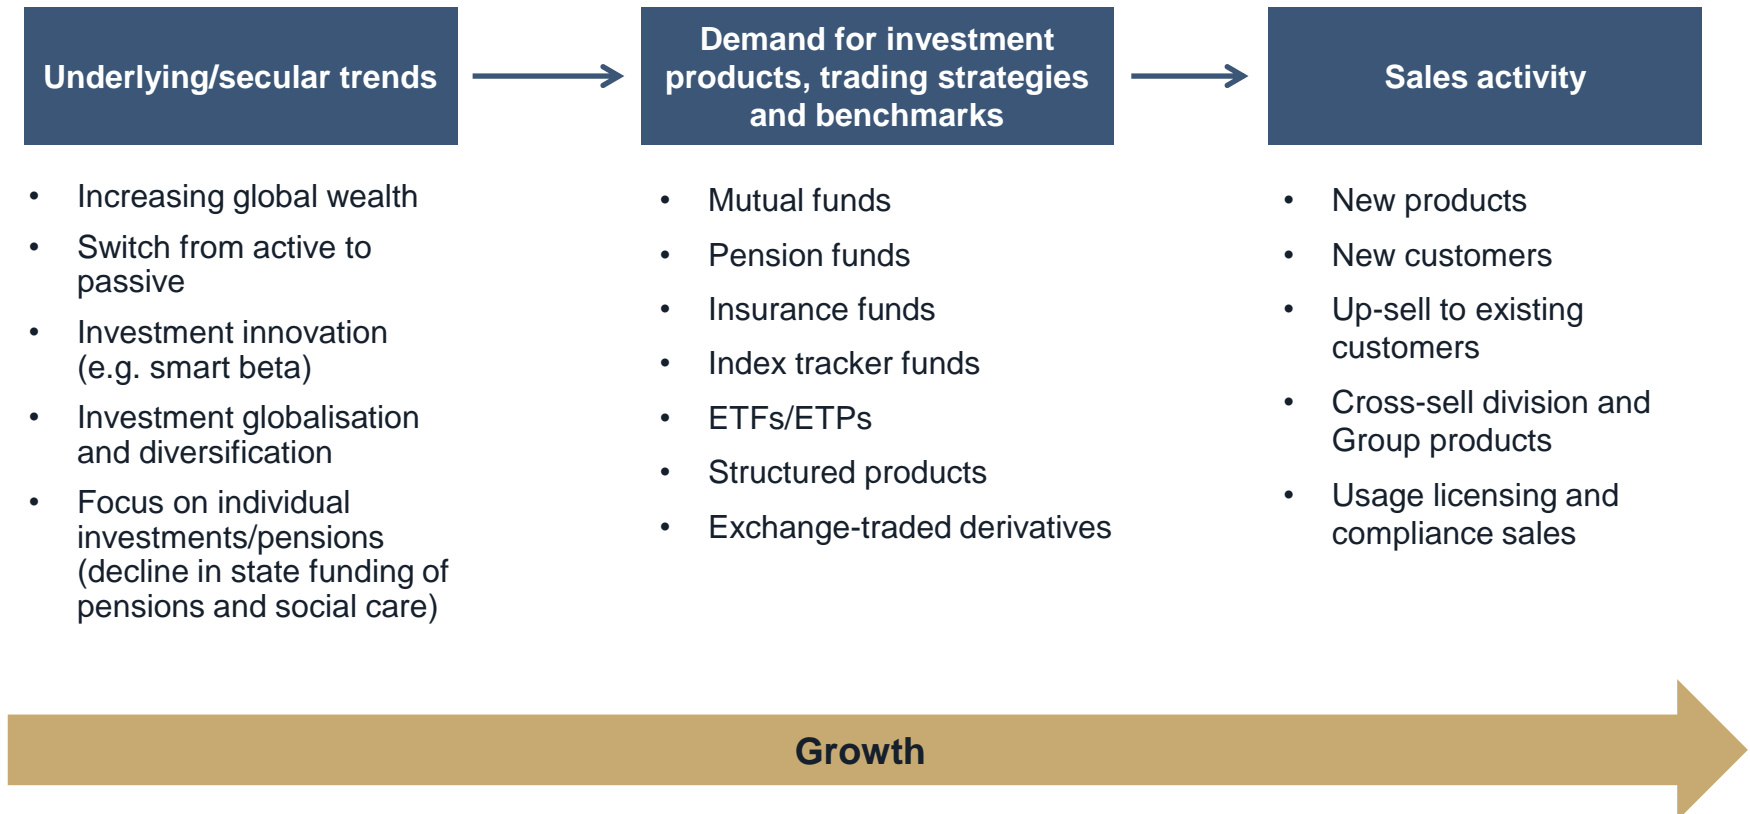 Underlying/secular trends
Demand for investment
products, trading strategies
and benchmarks
Sales activity
• Increasing global wealth
• Switch from active to
passive
• Investment innovation
(e.g. smart beta)
• Investment globalisation
and diversification
• Focus on individual
investments/pensions
(decline in state funding of
pensions and social care)
• Mutual funds
• Pension funds
• Insurance funds
• Index tracker funds
• ETFs/ETPs
• Structured products
• Exchange-traded derivatives
• New products
• New customers
• Up-sell to existing
customers
• Cross-sell division and
Group products
• Usage licensing and
compliance sales
Growth